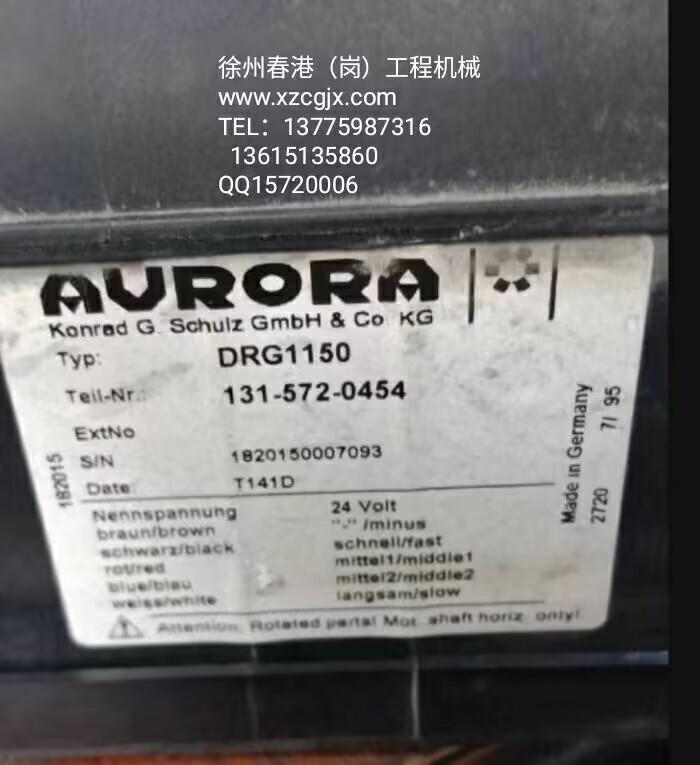 徐州春港（岗）工程机械
www.xzcgjx.com
TEL：13775987316
13615135860
QQ15720006
AURORA
Konrad G. Schulz GmbH & Co. KG
Typ: DRG1150
Teil-Nr.: 131-572-0454
ExtNo
S/N 1820150007093
Date: T141D
182015
Made in Germany
2720 7/ 95
Nennspannung 24 Volt
braun/brown "-"/minus
schwarz/black schnell/fast
rot/red mittel1/middle1
blue/blau mittel2/middle2
weiss/white langsam/slow
Attention: Rotated parts! Mot. shaft horiz. only!